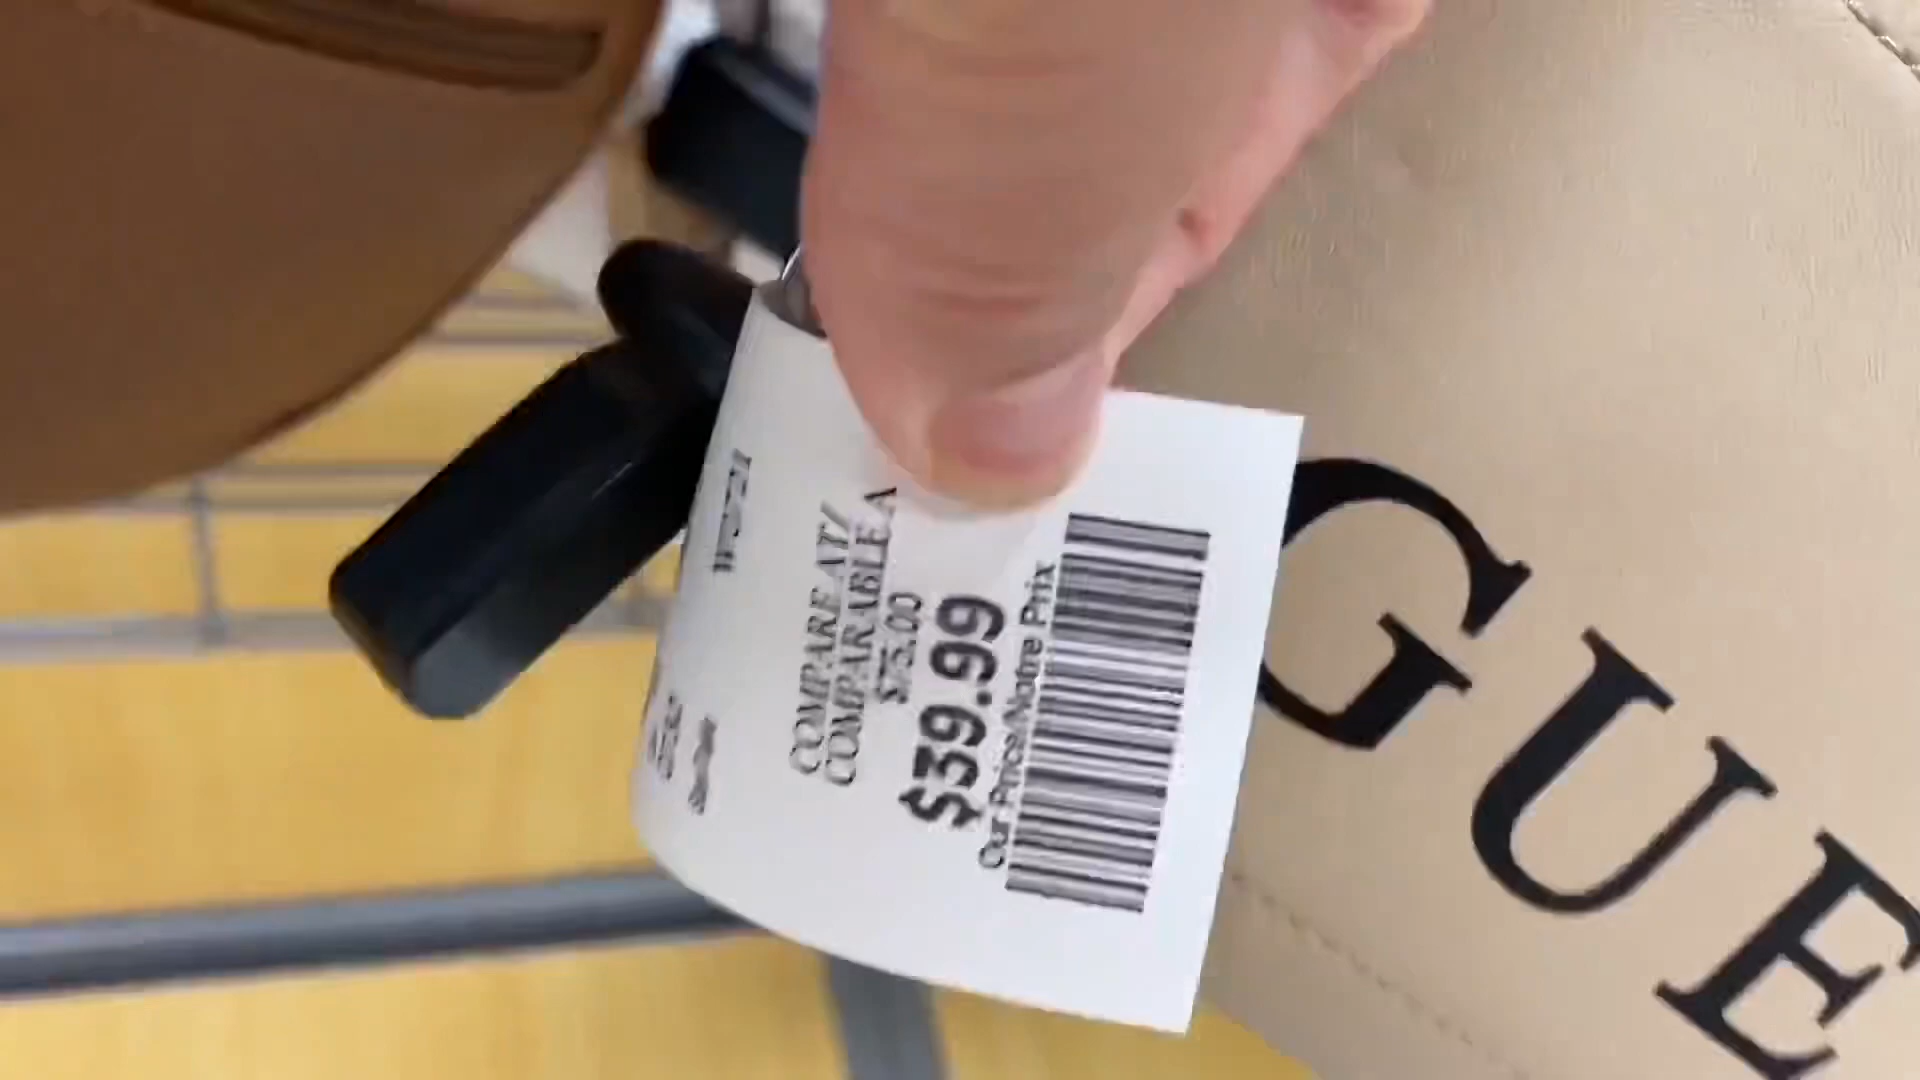 COMPARE AT/
COMPARABLE A
$75.00
$39.99
Our Price/Notre Prix
GUE